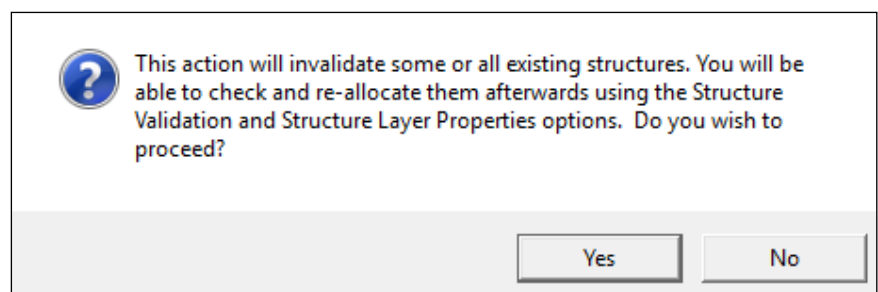 This action will invalidate some or all existing structures. You will be
able to check and re-allocate them afterwards using the Structure
Validation and Structure Layer Properties options.  Do you wish to
proceed?
Yes
No